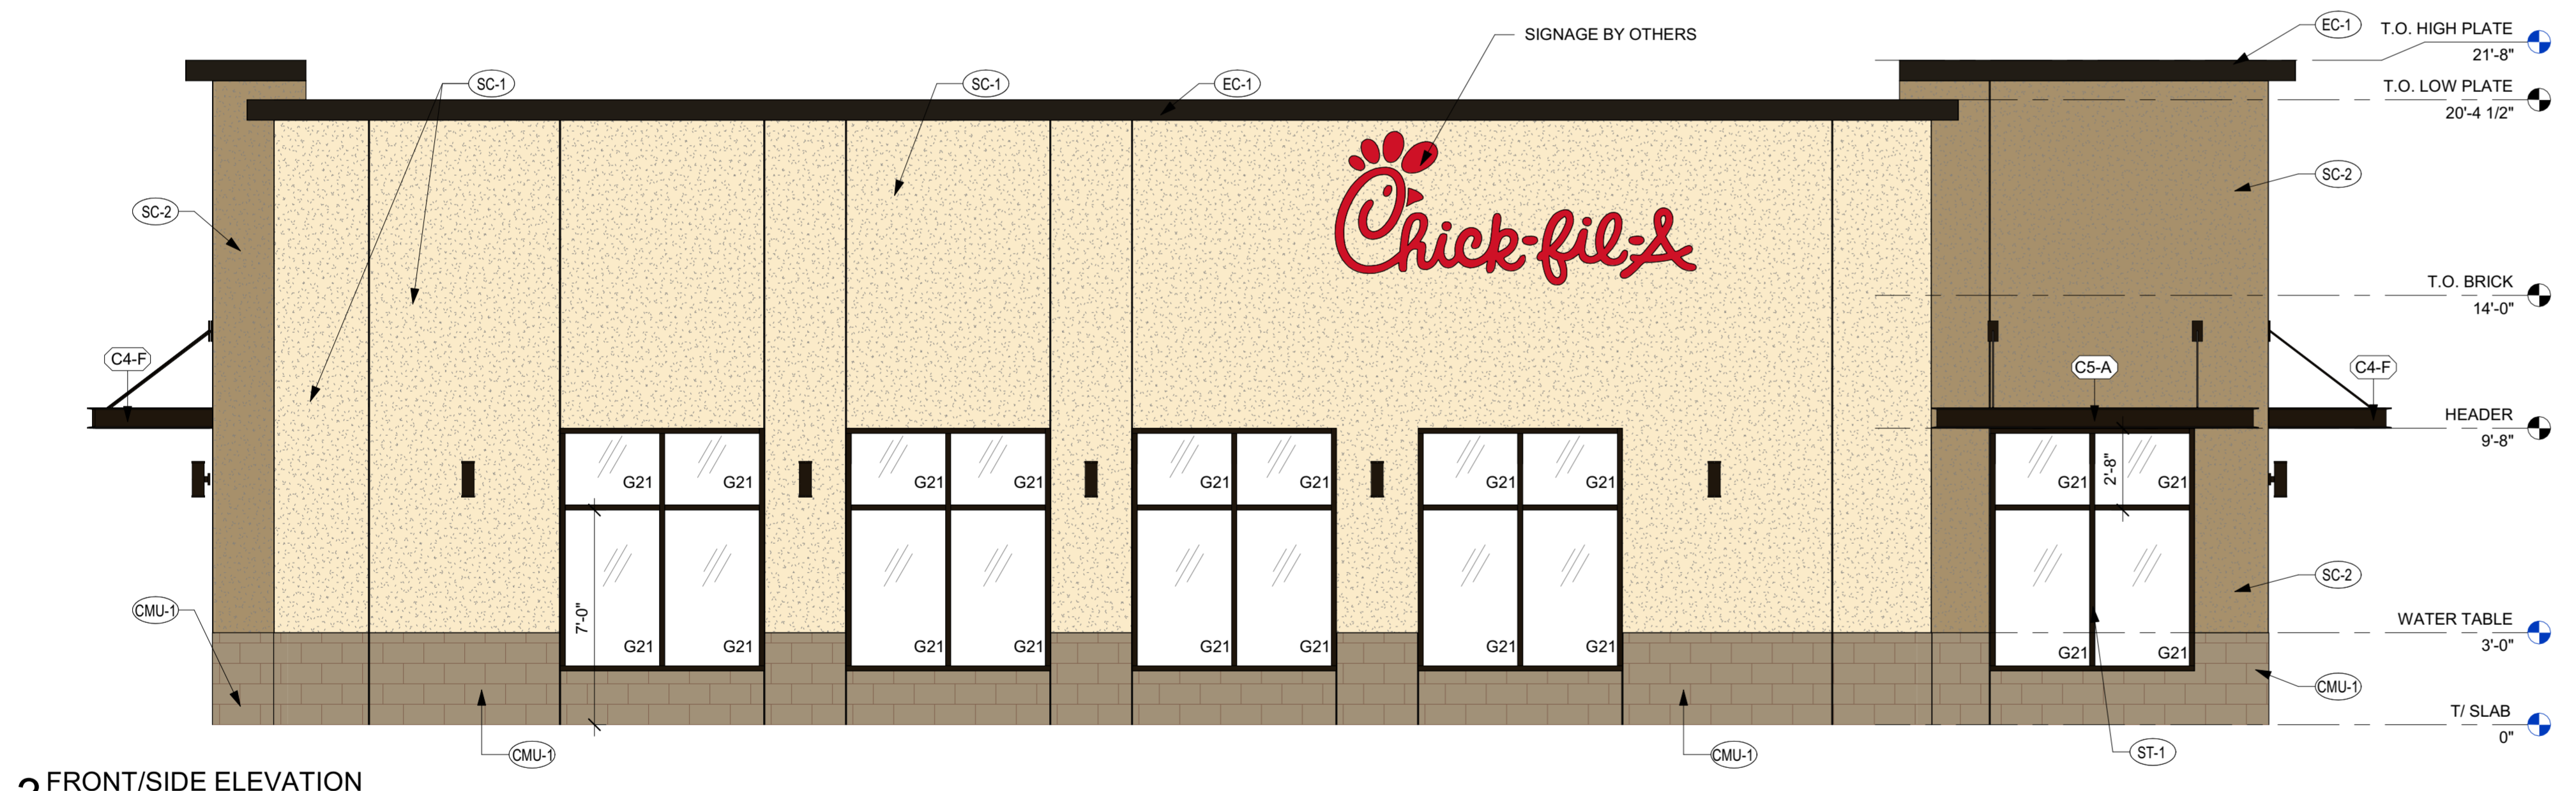 EC-1
T.O. HIGH PLATE
21'-8"
SIGNAGE BY OTHERS
SC-1
SC-1
EC-1
T.O. LOW PLATE
20'-4 1/2"
Chick-fil-A
SC-2
SC-2
T.O. BRICK
14'-0"
C4-F
C5-A
C4-F
HEADER
9'-8"
2'-8"
G21 G21 G21 G21 G21 G21 G21 G21 G21 G21
SC-2
CMU-1
7'-0"
WATER TABLE
3'-0"
G21 G21 G21 G21 G21 G21 G21 G21 G21 G21
CMU-1
T/ SLAB
0"
CMU-1
CMU-1
ST-1
FRONT/SIDE ELEVATION